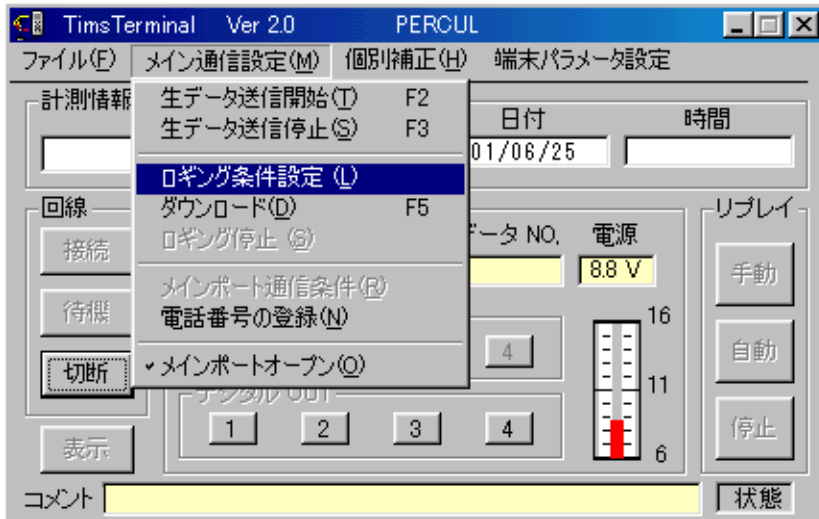 TimsTerminal Ver 2.0 PERCUL
ファイル(F) メイン通信設定(M) 個別補正(H) 端末パラメータ設定
生データ送信開始(T) F2
生データ送信停止(S) F3
ロギング条件設定 (L)
ダウンロード(D) F5
ロギング停止 (S)
メインポート通信条件(R)
電話番号の登録(N)
メインポートオープン(O)
計測情報
日付 時間
01/06/25
回線
接続
待機
切断
表示
データ NO. 電源
8.8 V
16
11
6
4
デジタル OUT
1 2 3 4
リプレイ
手動
自動
停止
コメント 状態